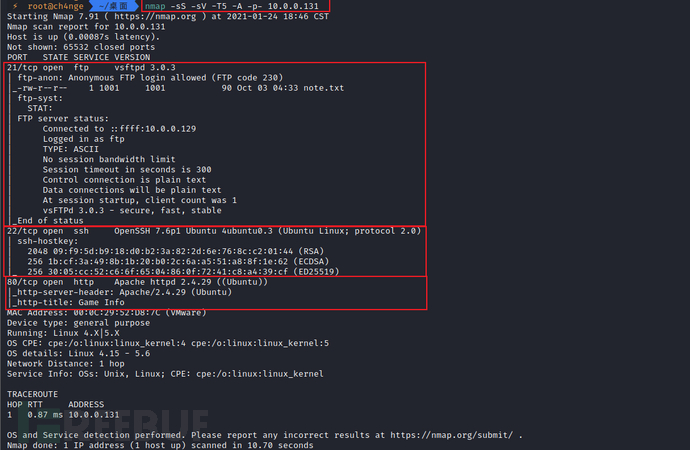 ⚡ root@ch4nge ~/桌面 nmap -sS -sV -T5 -A -p- 10.0.0.131
Starting Nmap 7.91 ( https://nmap.org ) at 2021-01-24 18:46 CST
Nmap scan report for 10.0.0.131
Host is up (0.00087s latency).
Not shown: 65532 closed ports
PORT   STATE SERVICE VERSION
21/tcp open  ftp     vsftpd 3.0.3
| ftp-anon: Anonymous FTP login allowed (FTP code 230)
|_-rw-r--r--    1 1001     1001           90 Oct 03 04:33 note.txt
| ftp-syst:
|   STAT:
| FTP server status:
|      Connected to ::ffff:10.0.0.129
|      Logged in as ftp
|      TYPE: ASCII
|      No session bandwidth limit
|      Session timeout in seconds is 300
|      Control connection is plain text
|      Data connections will be plain text
|      At session startup, client count was 1
|      vsFTPd 3.0.3 - secure, fast, stable
|_End of status
22/tcp open  ssh     OpenSSH 7.6p1 Ubuntu 4ubuntu0.3 (Ubuntu Linux; protocol 2.0)
| ssh-hostkey:
|   2048 09:f9:5d:b9:18:d0:b2:3a:82:2d:6e:76:8c:c2:01:44 (RSA)
|   256 1b:cf:3a:49:8b:1b:20:b0:2c:6a:a5:51:a8:8f:1e:62 (ECDSA)
|_  256 30:05:cc:52:c6:6f:65:04:86:0f:72:41:c8:a4:39:cf (ED25519)
80/tcp open  http    Apache httpd 2.4.29 ((Ubuntu))
|_http-server-header: Apache/2.4.29 (Ubuntu)
|_http-title: Game Info
MAC Address: 00:0C:29:52:D8:7C (VMware)
Device type: general purpose
Running: Linux 4.X|5.X
OS CPE: cpe:/o:linux:linux_kernel:4 cpe:/o:linux:linux_kernel:5
OS details: Linux 4.15 - 5.6
Network Distance: 1 hop
Service Info: OSs: Unix, Linux; CPE: cpe:/o:linux:linux_kernel
TRACEROUTE
HOP RTT     ADDRESS
1   0.87 ms 10.0.0.131
FREEBUF
OS and Service detection performed. Please report any incorrect results at https://nmap.org/submit/ .
Nmap done: 1 IP address (1 host up) scanned in 10.70 seconds